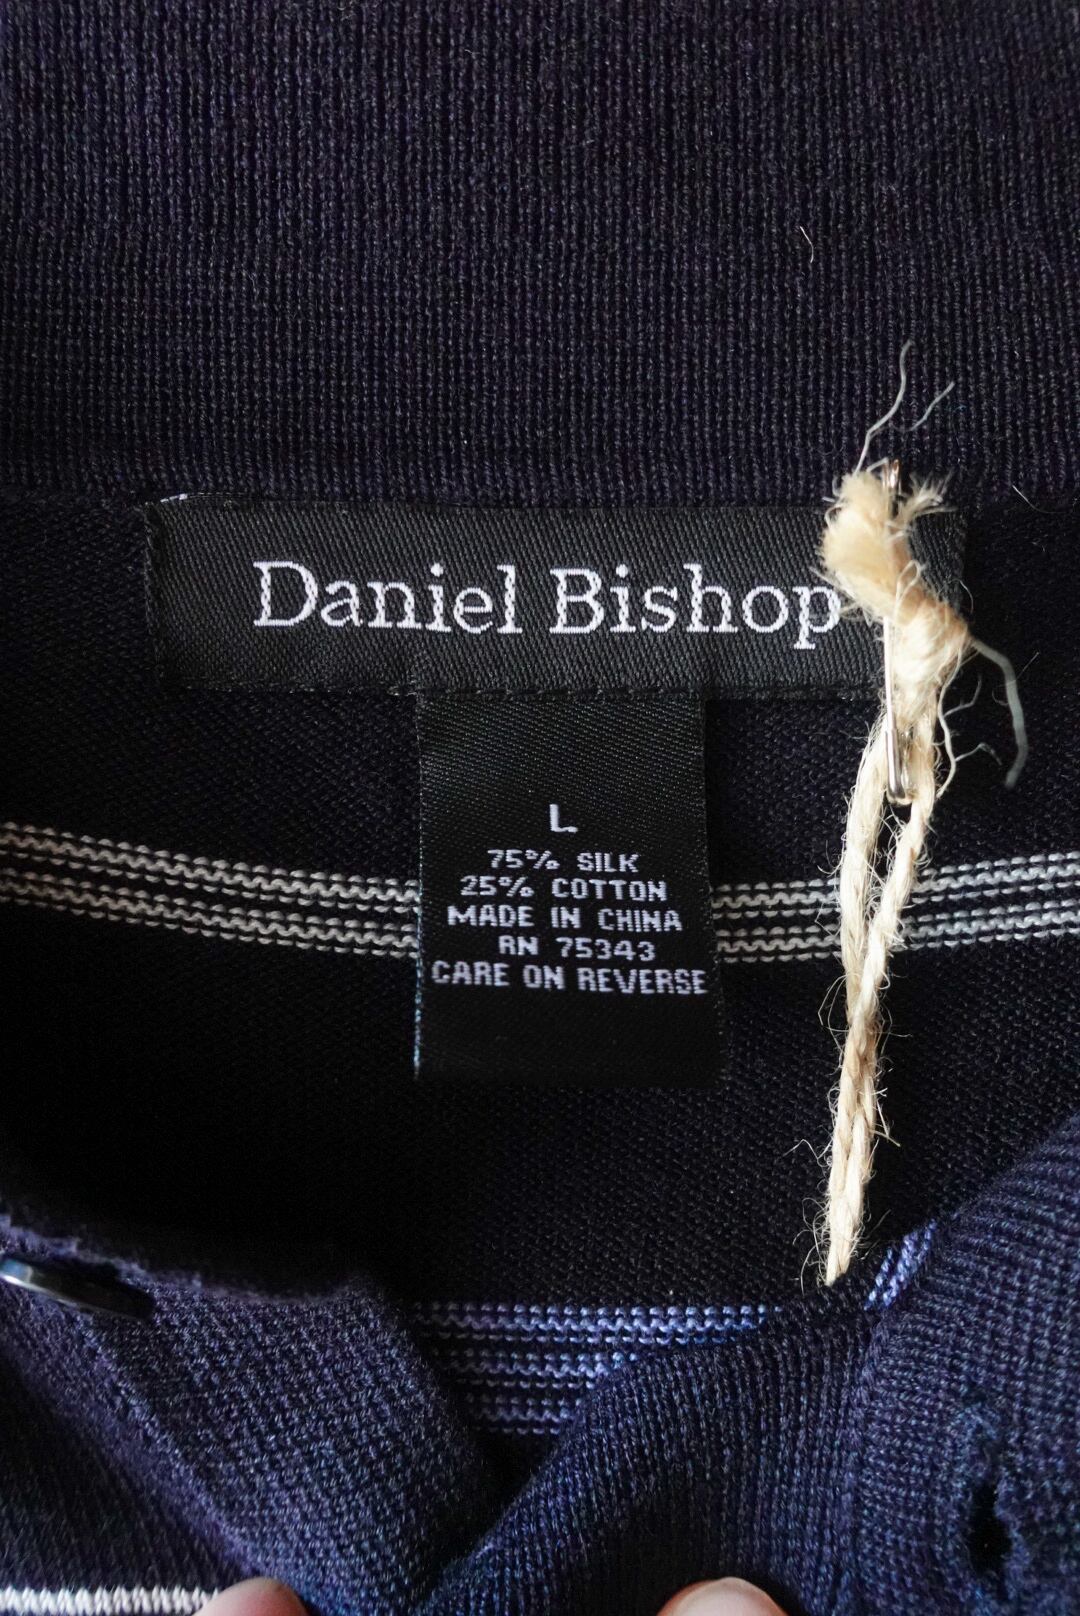 Daniel Bishop
L
75% SILK
25% COTTON
MADE IN CHINA
RN 75343
CARE ON REVERSE